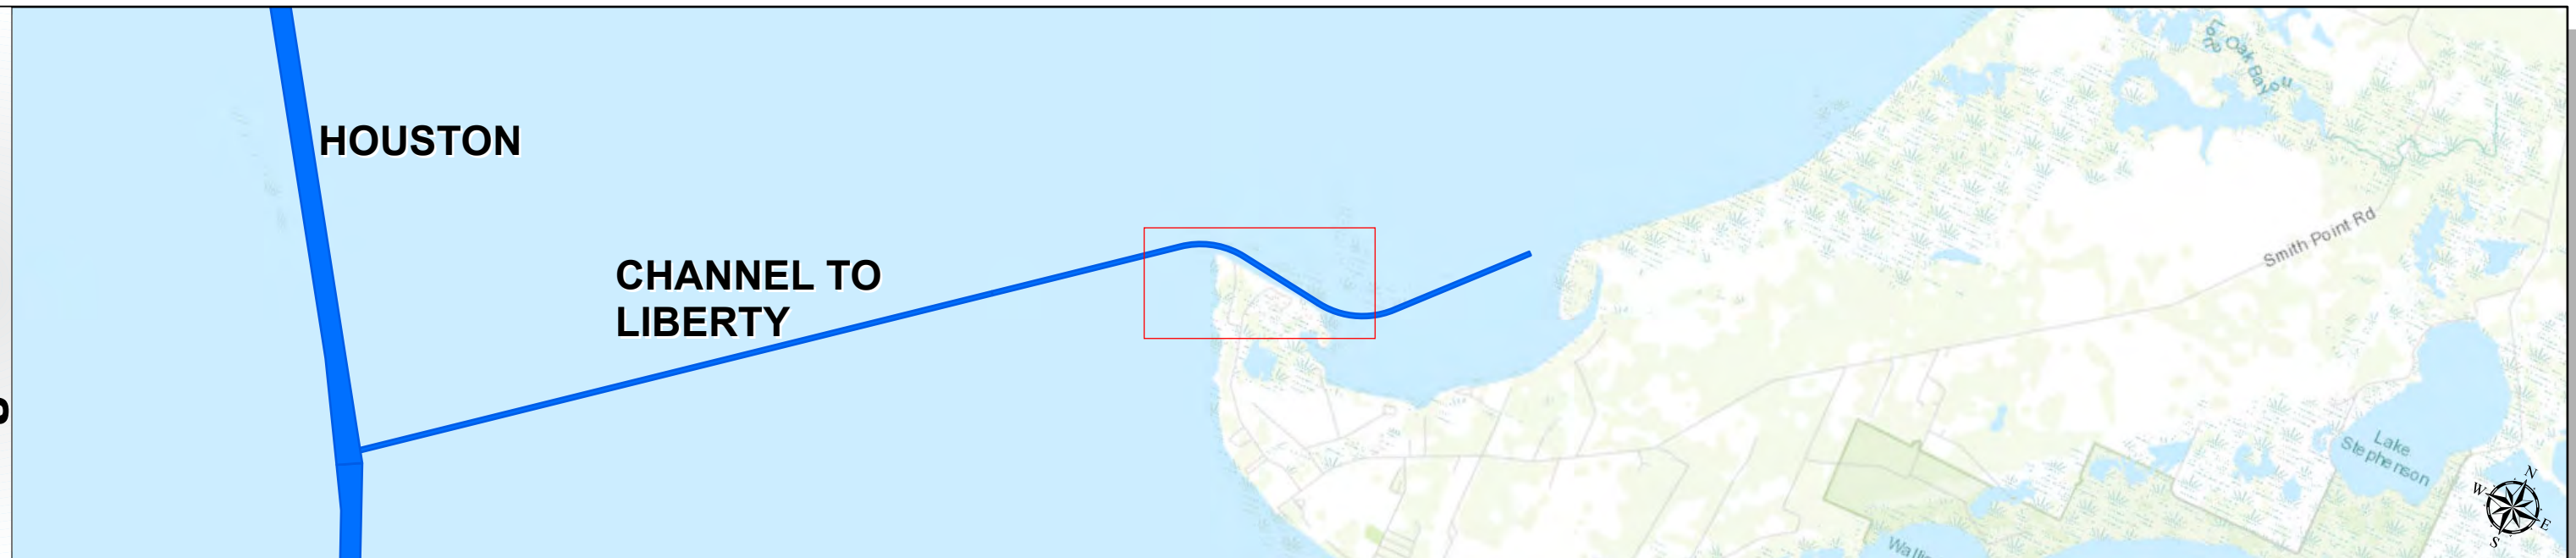 HOUSTON
CHANNEL TO
LIBERTY
Oak Bayou
Smith Point Rd
Lake
Stephenson
N
W
E
S